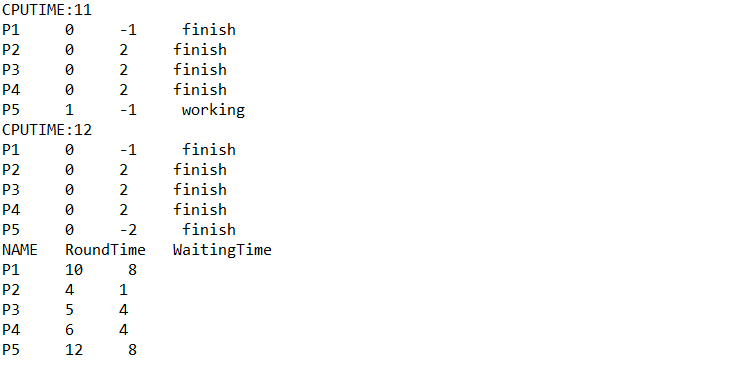 CPUTIME:11
P1 0 -1 finish
P2 0 2 finish
P3 0 2 finish
P4 0 2 finish
P5 1 -1 working
CPUTIME:12
P1 0 -1 finish
P2 0 2 finish
P3 0 2 finish
P4 0 2 finish
P5 0 -2 finish
NAME RoundTime WaitingTime
P1 10 8
P2 4 1
P3 5 4
P4 6 4
P5 12 8